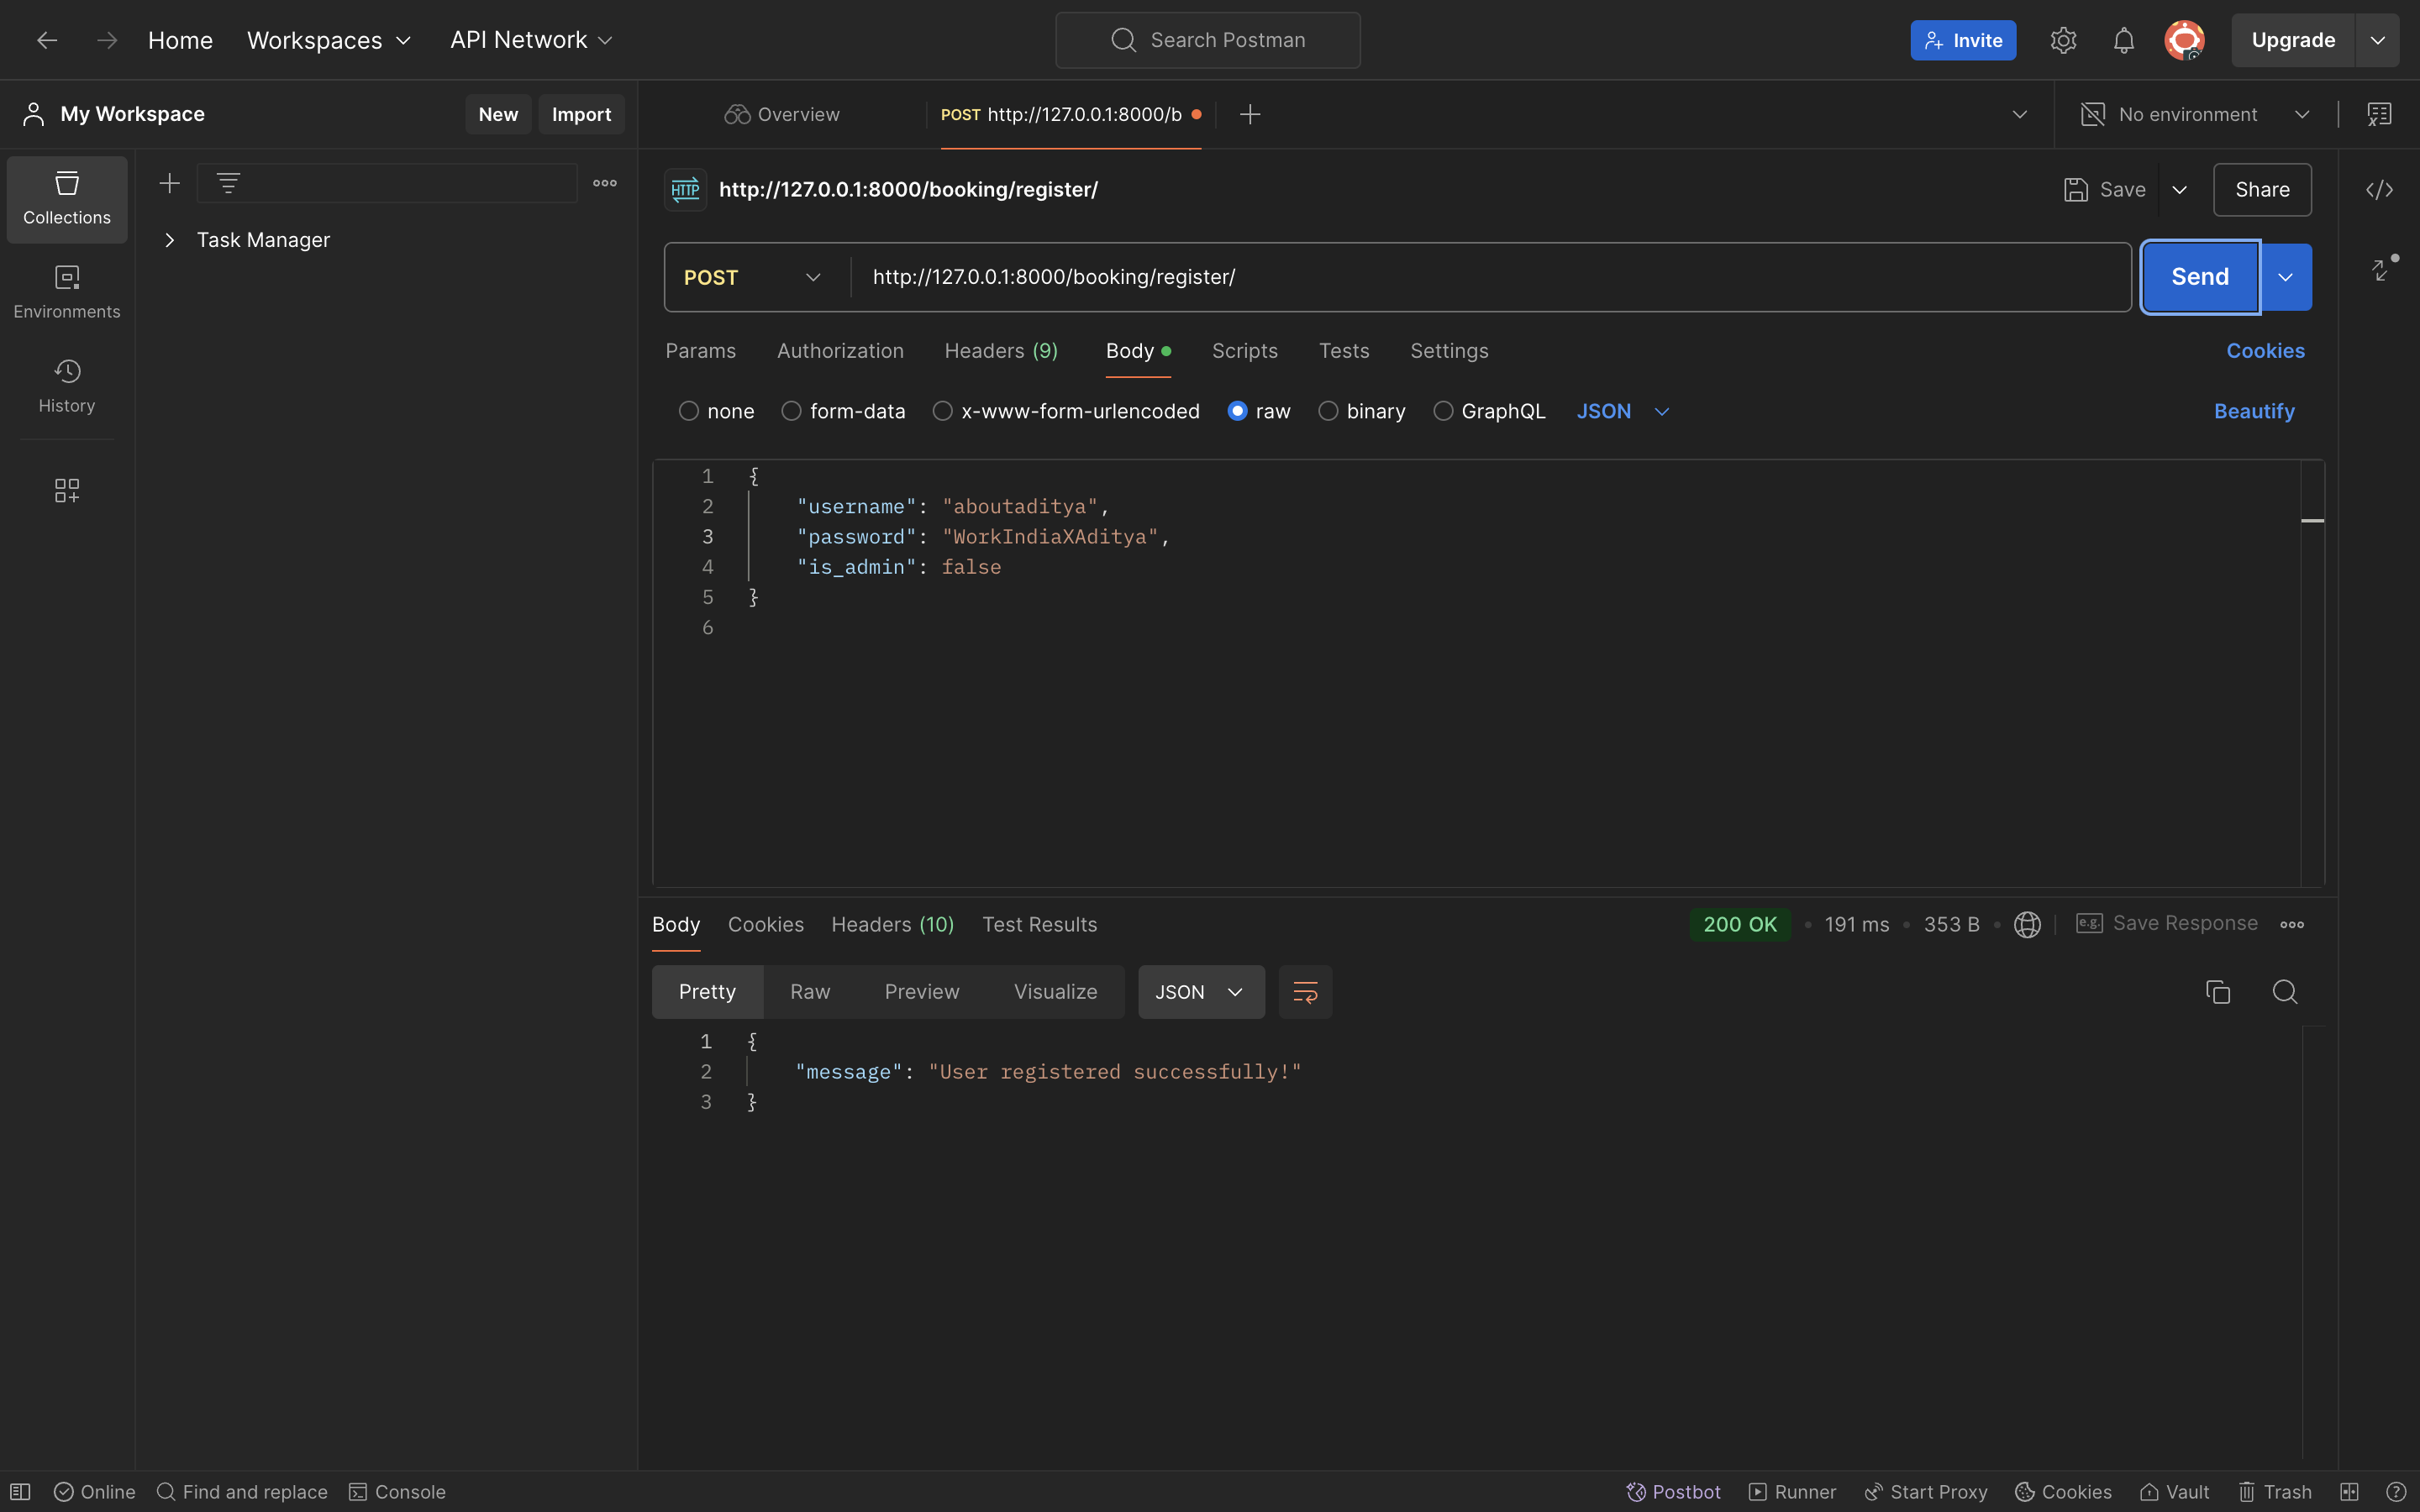 Home Workspaces API Network Search Postman Invite Upgrade
My Workspace New Import Overview POST http://127.0.0.1:8000/b No environment
Collections
Task Manager
Environments
History
HTTP http://127.0.0.1:8000/booking/register/ Save Share
POST http://127.0.0.1:8000/booking/register/ Send
Params Authorization Headers (9) Body Scripts Tests Settings Cookies
none form-data x-www-form-urlencoded raw binary GraphQL JSON Beautify
1 {
2 "username": "aboutaditya",
3 "password": "WorkIndiaXAditya",
4 "is_admin": false
5 }
6
Body Cookies Headers (10) Test Results 200 OK • 191 ms • 353 B • e.g. Save Response
Pretty Raw Preview Visualize JSON
1 {
2 "message": "User registered successfully!"
3 }
Online Find and replace Console Postbot Runner Start Proxy Cookies Vault Trash